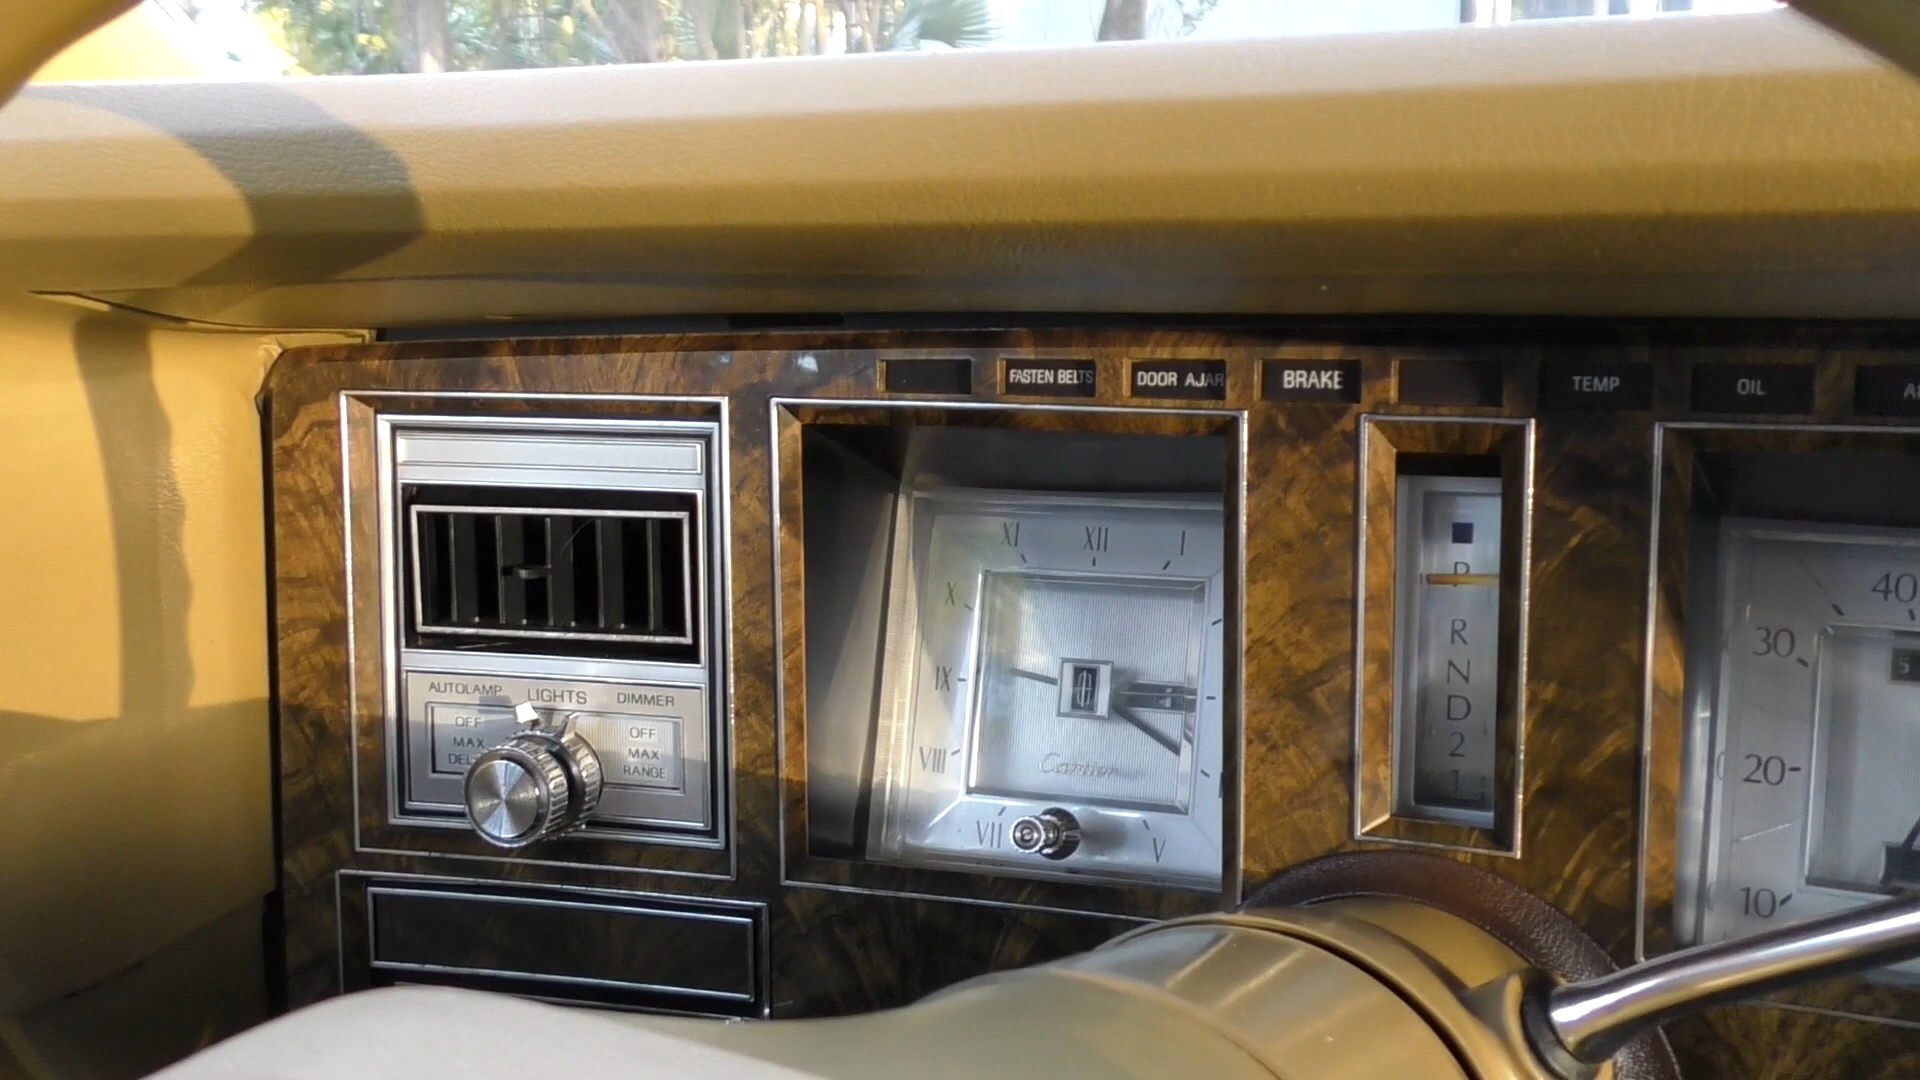 FASTEN BELTS
DOOR AJAR
BRAKE
TEMP
OIL
AUTOLAMP LIGHTS DIMMER
OFF
MAX
OFF
MAX
RANGE
XI XII I
X
IX
VIII
VII
V
Cartier
P
R
N
D
2
1
40
30
20
10
5